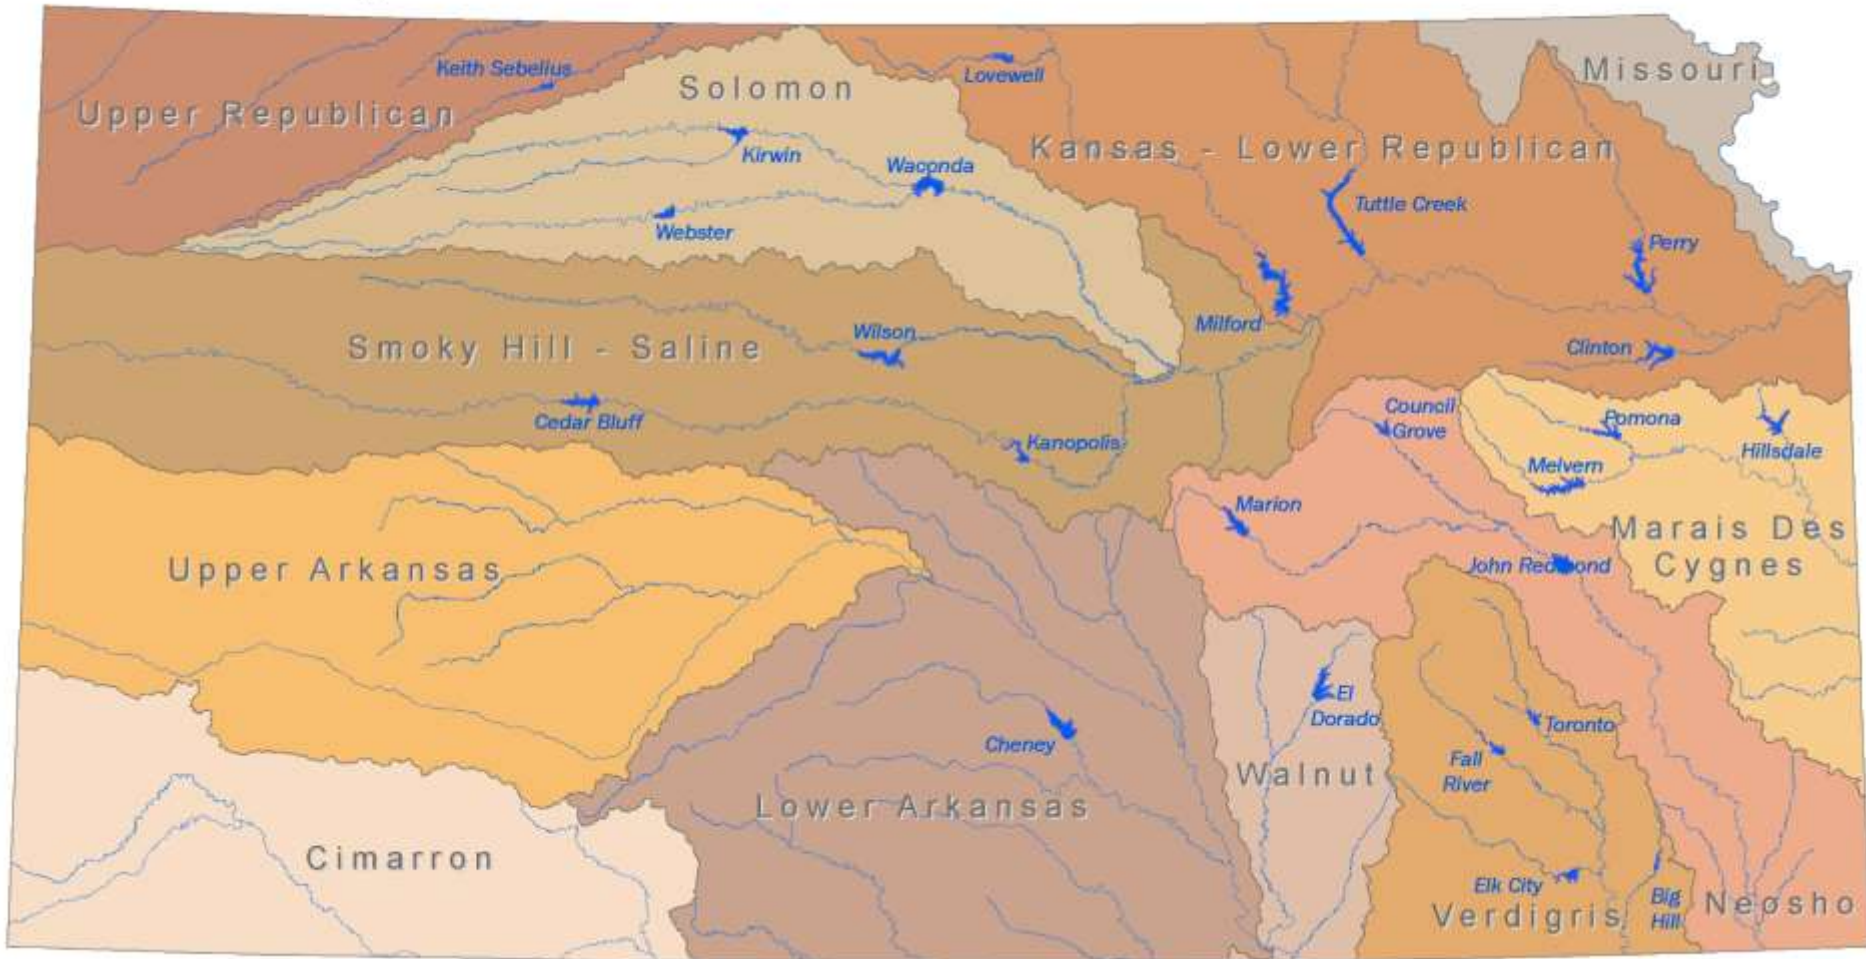 Missouri
Keith Sebelius
Lovewell
Solomon
Upper Republican
Kansas - Lower Republican
Kirwin
Waconda
Tuttle Creek
Webster
Perry
Milford
Wilson
Smoky Hill - Saline
Clinton
Cedar Bluff
Kanopolis
Council
Grove
Pomona
Hillsdale
Melvern
Marion
Marais Des
Cygnes
John Redmond
Upper Arkansas
El
Dorado
Toronto
Cheney
Fall
River
Walnut
Lower Arkansas
Cimarron
Elk City
Big
Hill
Verdigris
Neosho